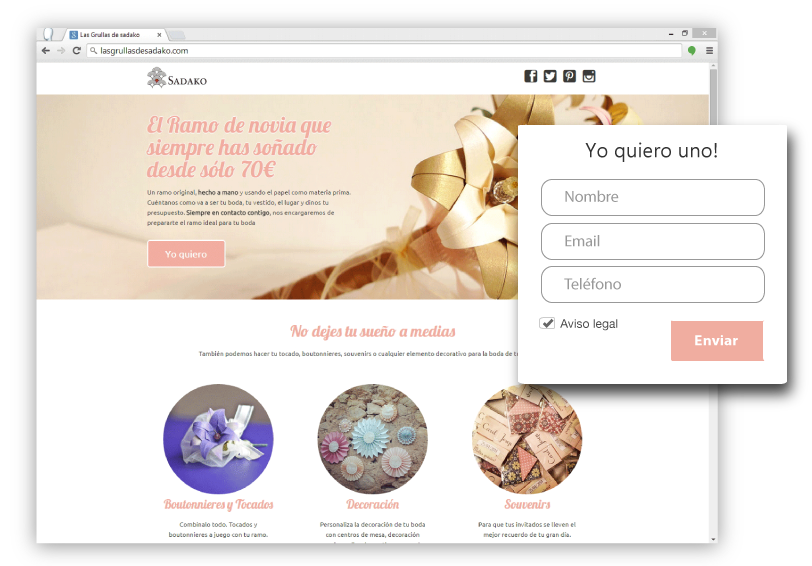 Las Grullas de sadako
lasgrullasdesadako.com
SADAKO
El Ramo de novia que
siempre has soñado
desde sólo 70€
Un ramo original, hecho a mano y usando el papel como materia prima.
Cuéntanos como va a ser tu boda, tu vestido, el lugar y dinos tu
presupuesto. Siempre en contacto contigo, nos encargaremos de
prepararte el ramo ideal para tu boda
Yo quiero
Yo quiero uno!
Nombre
Email
Teléfono
Aviso legal
Enviar
No dejes tu sueño a medias
También podemos hacer tu tocado, boutonnieres, souvenirs o cualquier elemento decorativo para la boda de
Boutonnieres y Tocados
Combinalo todo. Tocados y
boutonnieres a juego con tu ramo.
Decoración
Personaliza la decoración de tu boda
con centros de mesa, decoración
Souvenirs
Para que tus invitados se lleven el
mejor recuerdo de tu gran día.